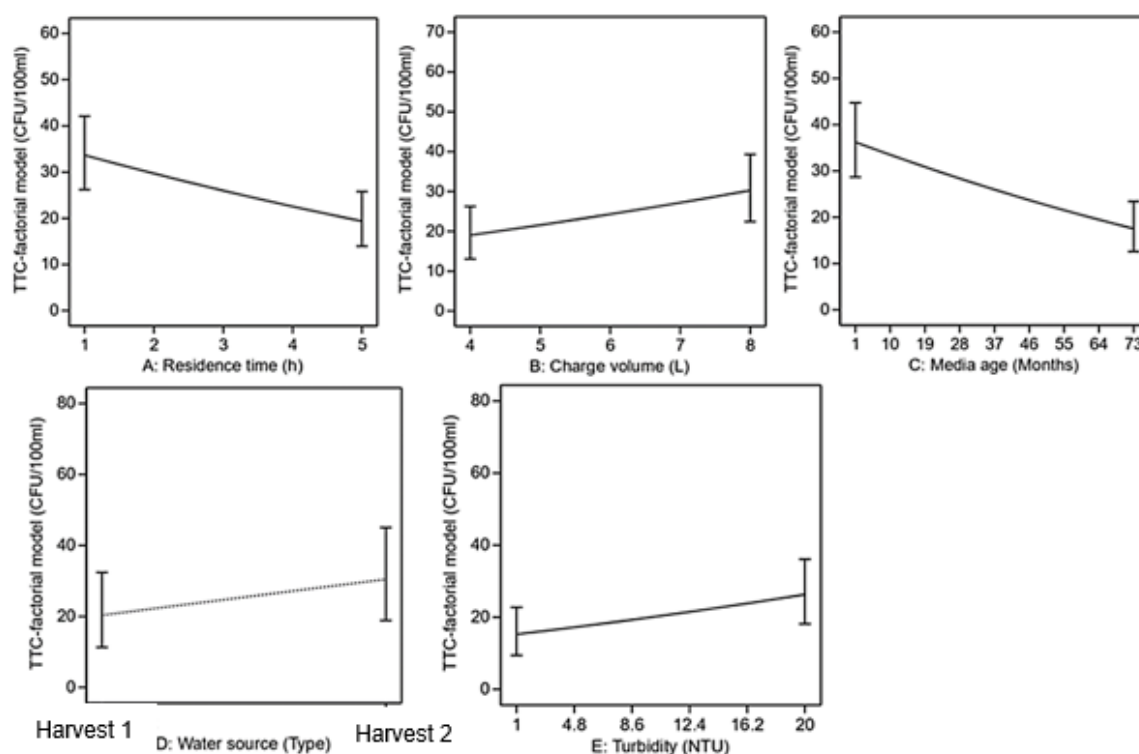 TTC-factorial model (CFU/100ml)
60
50
40
30
20
10
0
1 2 3 4 5
A: Residence time (h)
TTC-factorial model (CFU/100ml)
70
60
50
40
30
20
10
0
4 5 6 7 8
B: Charge volume (L)
TTC-factorial model (CFU/100ml)
60
50
40
30
20
10
0
1 10 19 28 37 46 55 64 73
C: Media age (Months)
TTC-factorial model (CFU/100ml)
80
60
40
20
0
Harvest 1 Harvest 2
D: Water source (Type)
TTC-factorial model (CFU/100ml)
80
60
40
20
0
1 4.8 8.6 12.4 16.2 20
E: Turbidity (NTU)